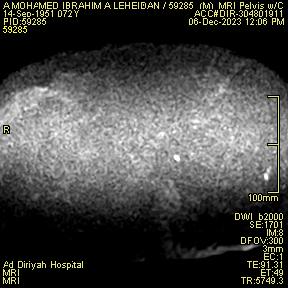 A MOHAMED IBRAHIM A LEHEIDAN / 59285 (M) MRI Pelvis w/C
14-Sep-1951 072Y ACC#DIR-304801911
PID:59285 06-Dec-2023 12:06 PM
59285
R
100mm
DWI_b2000
SE:1701
IM:8
DFOV:300
3mm
EC:1
Ad Diriyah Hospital TE:91.31
MRI ET:49
MRI TR:5749.3